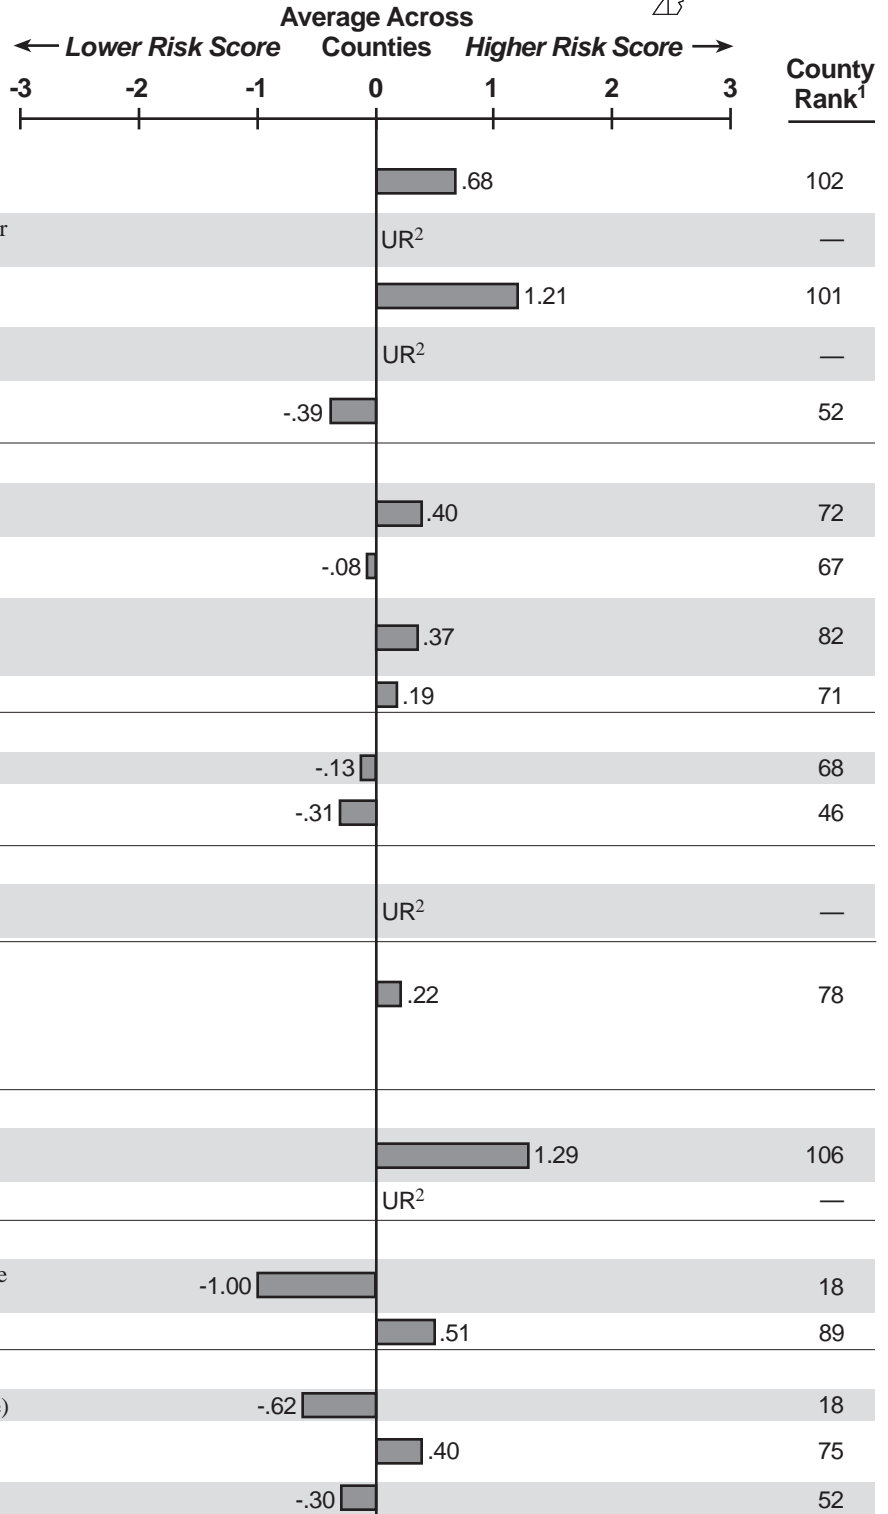 Average Across
← Lower Risk Score Counties Higher Risk Score →
-3 -2 -1 0 1 2 3
County
Rank¹
.68 102
r UR² —
1.21 101
UR² —
-.39 52
.40 72
-.08 67
.37 82
.19 71
-.13 68
-.31 46
UR² —
.22 78
1.29 106
UR² —
e -1.00 18
.51 89
) -.62 18
.40 75
-.30 52